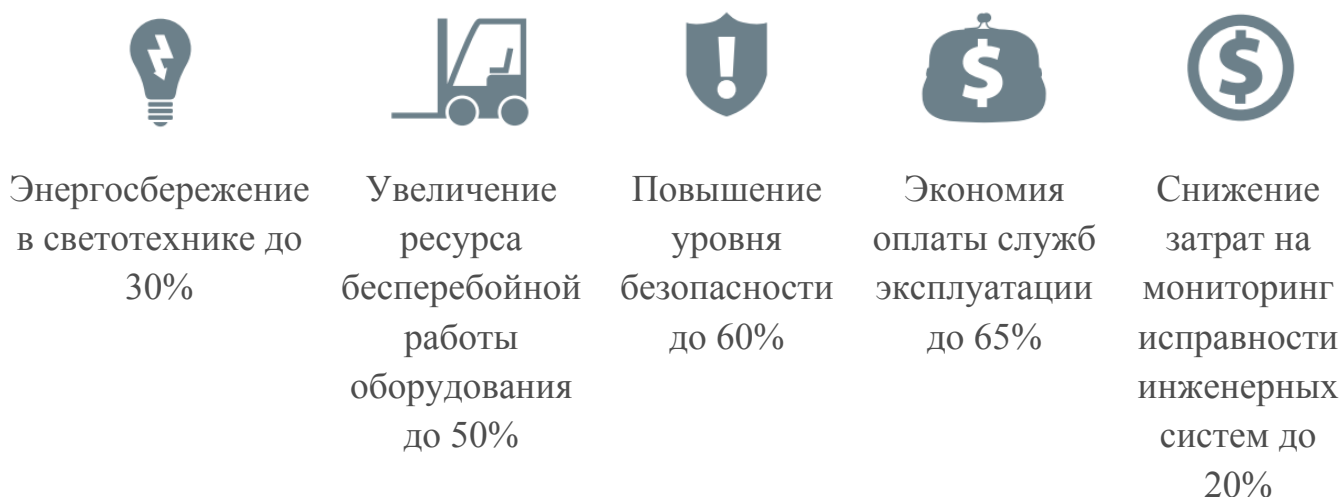 Энергосбережение
в светотехнике до
30%
Увеличение
ресурса
бесперебойной
работы
оборудования
до 50%
Повышение
уровня
безопасности
до 60%
Экономия
оплаты служб
эксплуатации
до 65%
Снижение
затрат на
мониторинг
исправности
инженерных
систем до
20%